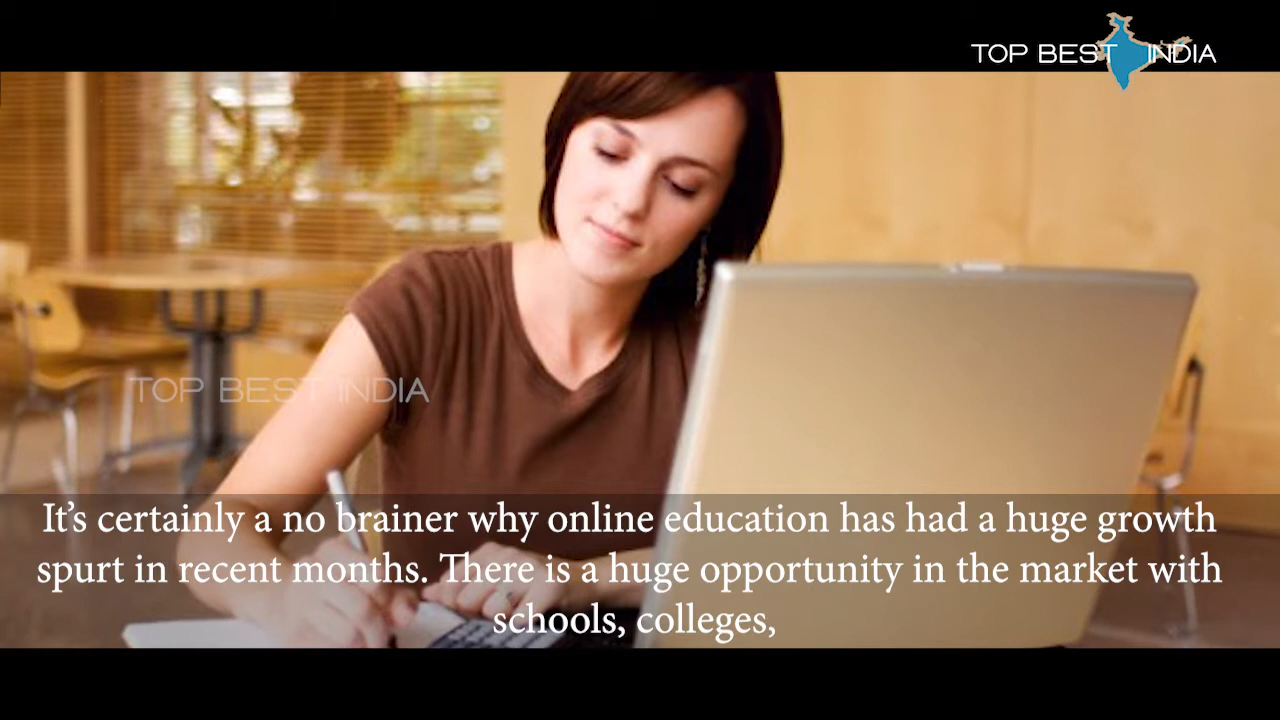 TOP BEST INDIA
TOP BEST INDIA
It’s certainly a no brainer why online education has had a huge growth
spurt in recent months. There is a huge opportunity in the market with
schools, colleges,